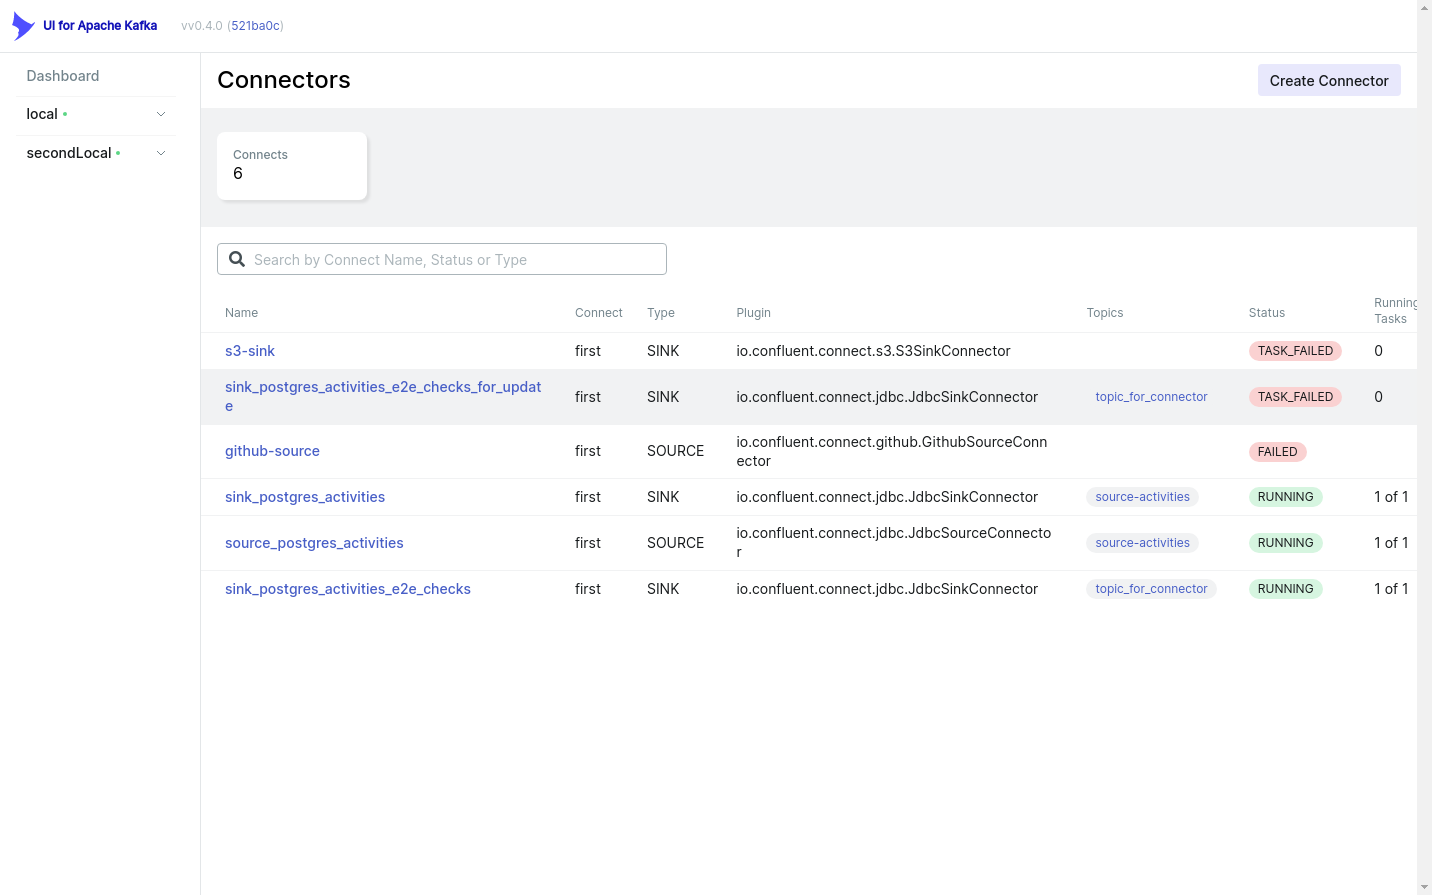 UI for Apache Kafka
vv0.4.0 (521ba0c)
Dashboard
local
secondLocal
Connectors
Create Connector
Connects
6
Search by Connect Name, Status or Type
Name Connect Type Plugin Topics Status Running
Tasks
s3-sink first SINK io.confluent.connect.s3.S3SinkConnector TASK_FAILED 0
sink_postgres_activities_e2e_checks_for_updat
e first SINK io.confluent.connect.jdbc.JdbcSinkConnector topic_for_connector TASK_FAILED 0
github-source first SOURCE io.confluent.connect.github.GithubSourceConn
ector FAILED
sink_postgres_activities first SINK io.confluent.connect.jdbc.JdbcSinkConnector source-activities RUNNING 1 of 1
source_postgres_activities first SOURCE io.confluent.connect.jdbc.JdbcSourceConnecto
r source-activities RUNNING 1 of 1
sink_postgres_activities_e2e_checks first SINK io.confluent.connect.jdbc.JdbcSinkConnector topic_for_connector RUNNING 1 of 1